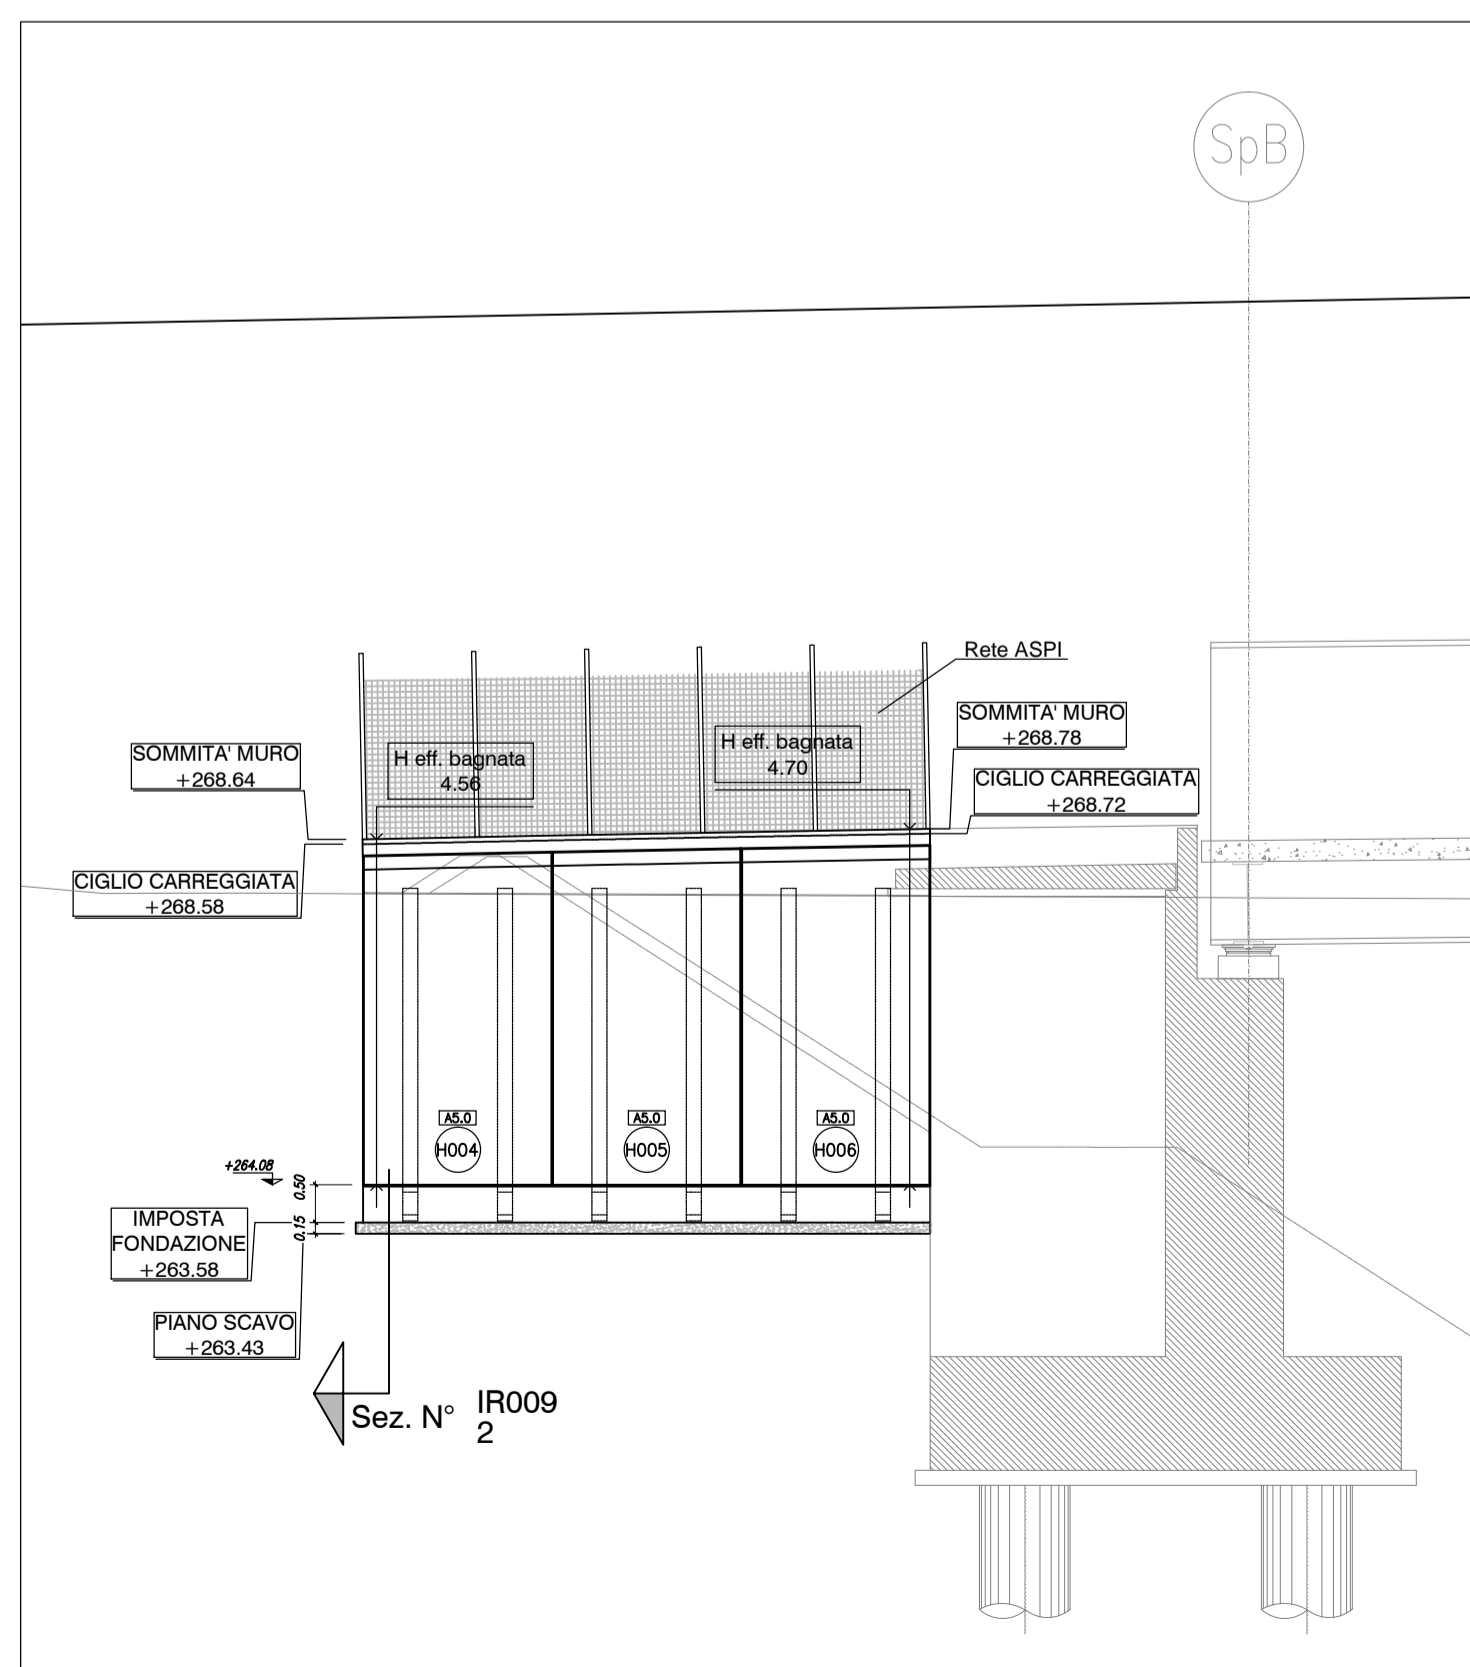 SpB
Rete ASPI
SOMMITA' MURO
+268.78
H eff. bagnata
4.70
SOMMITA' MURO
+268.64
H eff. bagnata
4.56
CIGLIO CARREGGIATA
+268.72
CIGLIO CARREGGIATA
+268.58
A5.0
A5.0
A5.0
H004
H005
H006
+264.08
0.50
0.15
IMPOSTA
FONDAZIONE
+263.58
PIANO SCAVO
+263.43
Sez. N° IR009
2